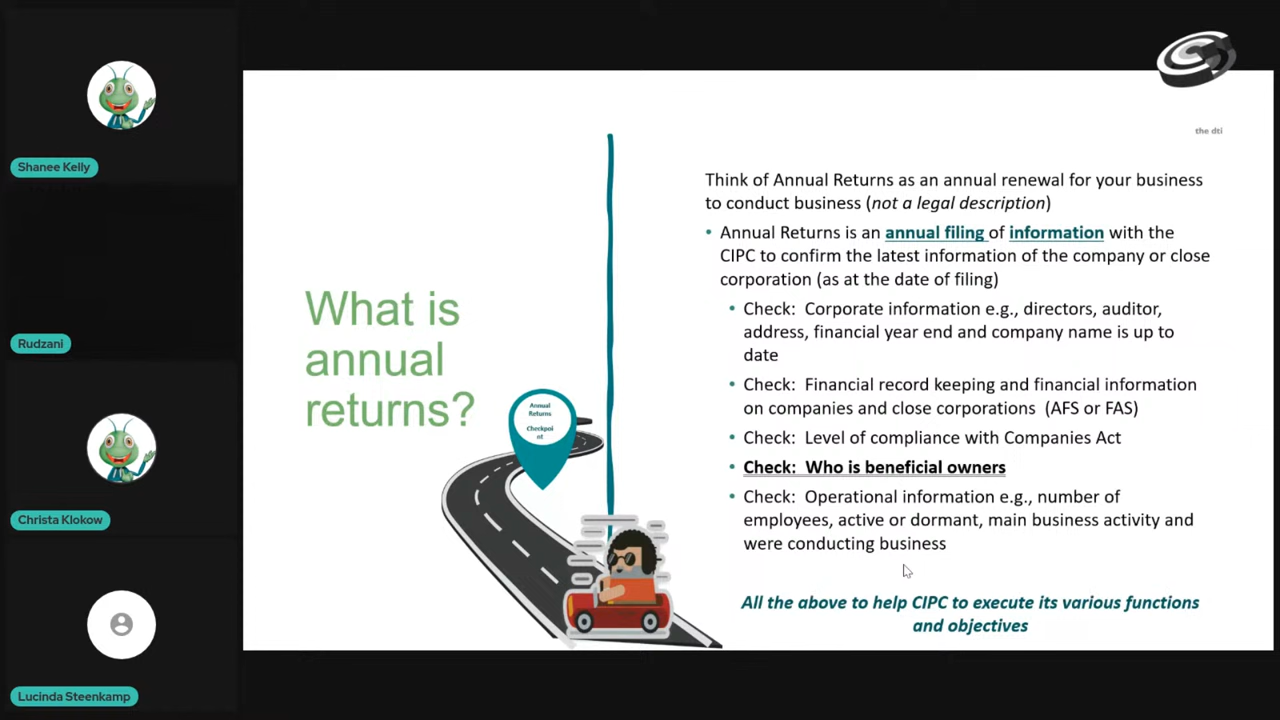 Shanee Kelly
Rudzani
Christa Klokow
Lucinda Steenkamp
the dti
What is
annual
returns?
Annual
Returns
Checkpoi
nt
Think of Annual Returns as an annual renewal for your business
to conduct business (not a legal description)
• Annual Returns is an annual filing of information with the
CIPC to confirm the latest information of the company or close
corporation (as at the date of filing)
• Check: Corporate information e.g., directors, auditor,
address, financial year end and company name is up to
date
• Check: Financial record keeping and financial information
on companies and close corporations (AFS or FAS)
• Check: Level of compliance with Companies Act
• Check: Who is beneficial owners
• Check: Operational information e.g., number of
employees, active or dormant, main business activity and
were conducting business
All the above to help CIPC to execute its various functions
and objectives